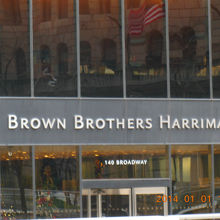 BROWN BROTHERS HARRIMA
140 BROADWAY
2014 01 01